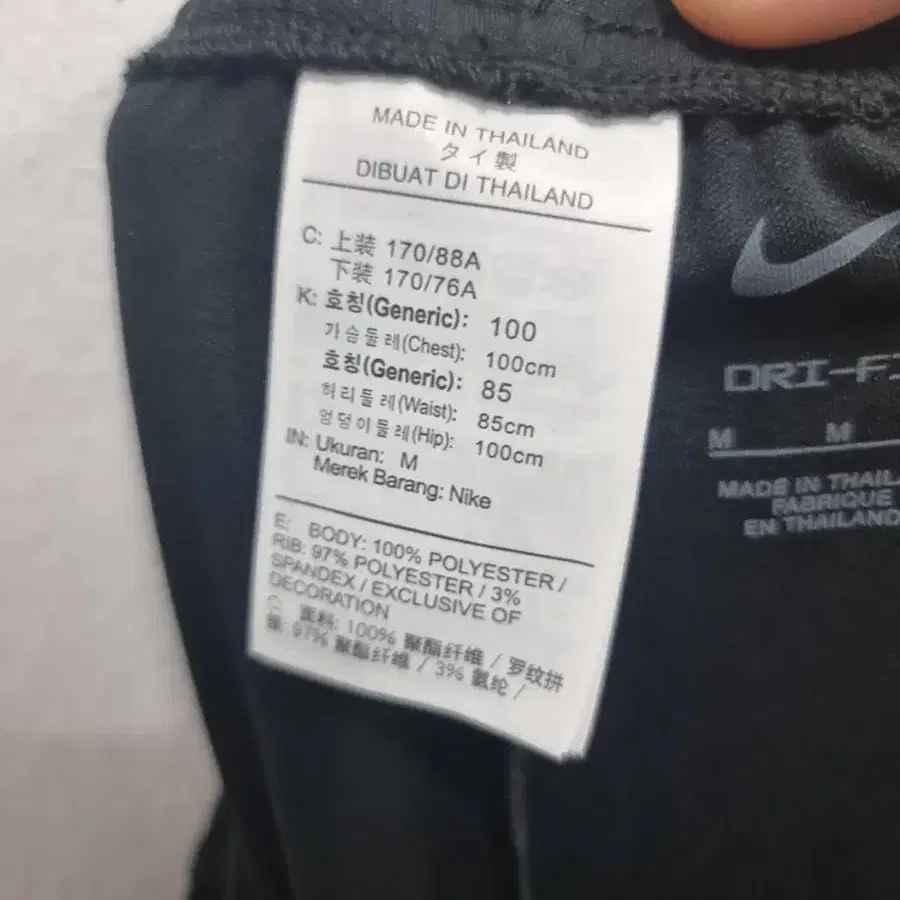 MADE IN THAILAND
タイ製
DIBUAT DI THAILAND
C: 上装 170/88A
下装 170/76A
K: 호칭(Generic): 100
가슴둘레(Chest): 100cm
호칭(Generic): 85
허리둘레(Waist): 85cm
엉덩이둘레(Hip): 100cm
IN: Ukuran: M
Merek Barang: Nike
E: BODY: 100% POLYESTER /
RIB: 97% POLYESTER / 3%
SPANDEX / EXCLUSIVE OF
DECORATION
C: 面料: 100% 聚酯纤维 / 罗纹拼
97% 聚酯纤维 / 3% 氨纶 /
DRI-F
M M
MADE IN THAILA
FABRIQUE
EN THAILAND